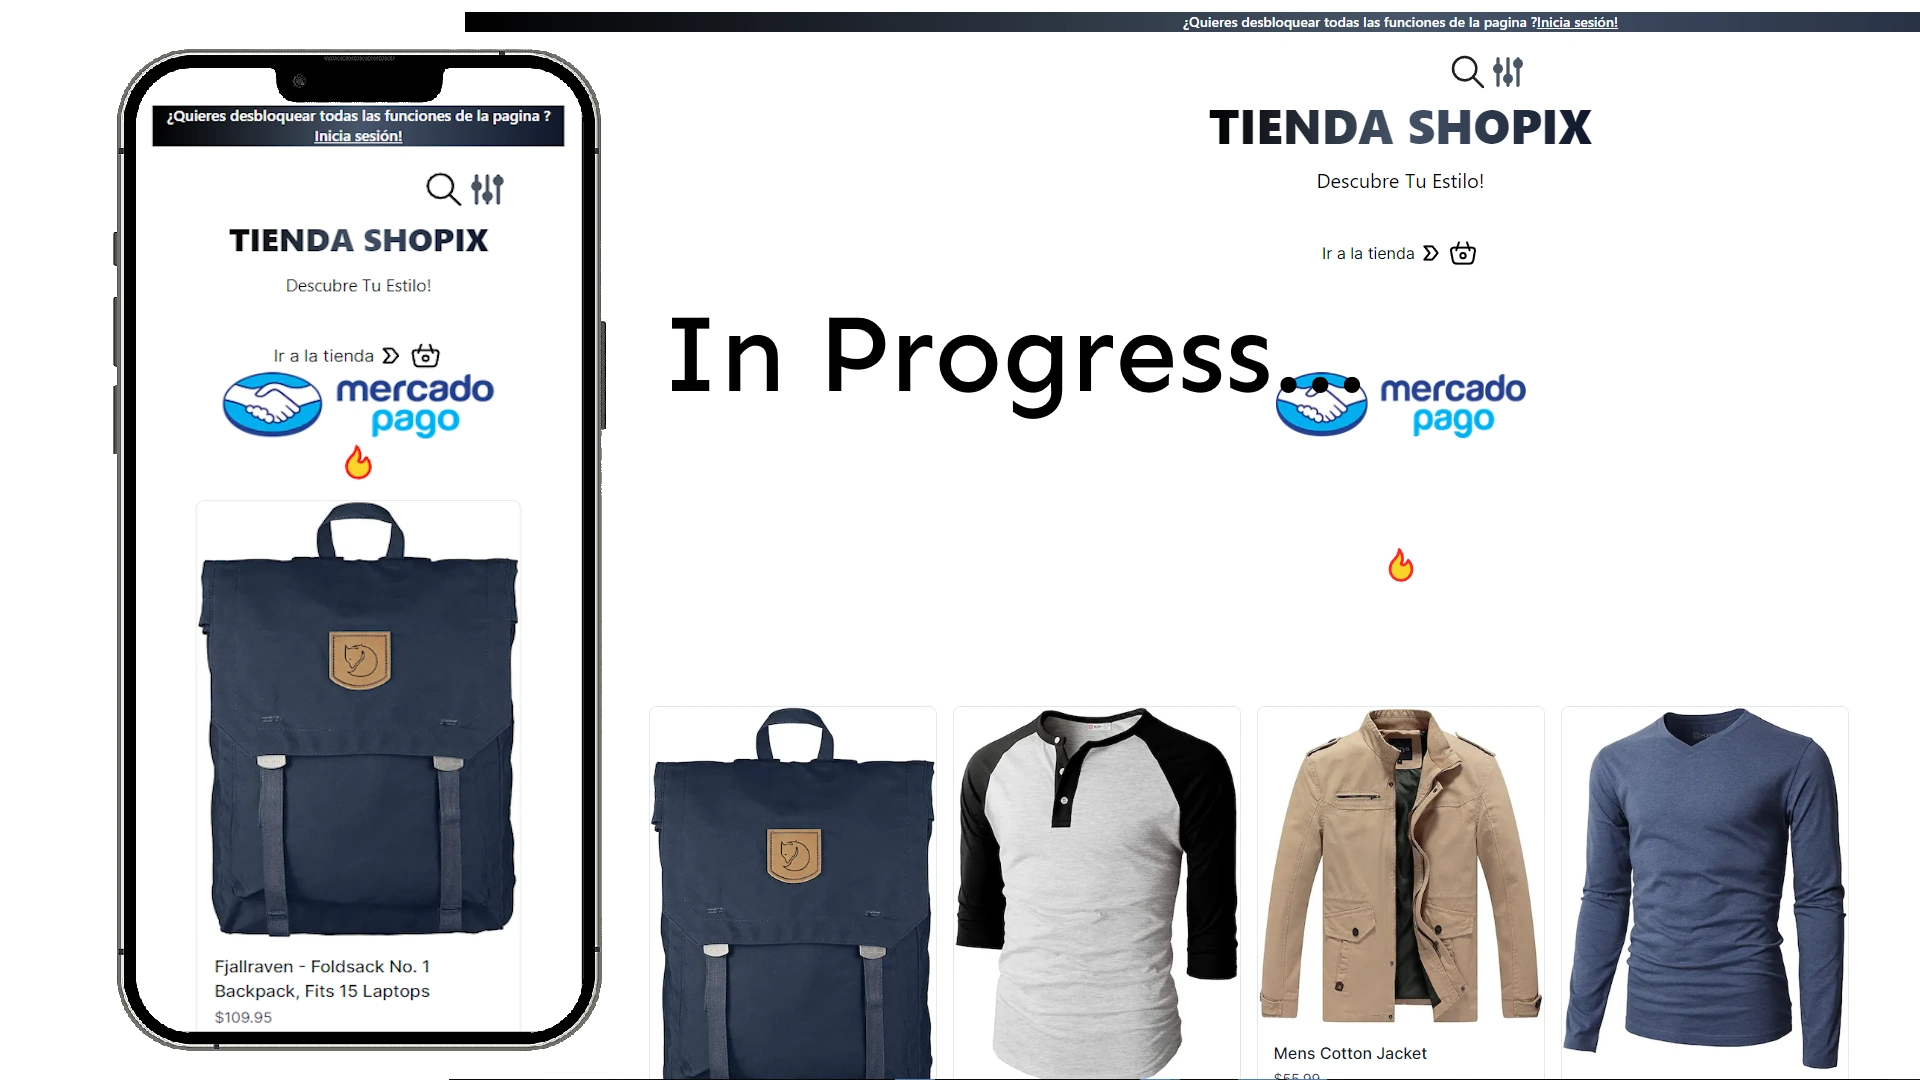 ¿Quieres desbloquear todas las funciones de la pagina ?
Inicia sesión!
TIENDA SHOPIX
Descubre Tu Estilo!
Ir a la tienda
mercado
pago
Fjallraven - Foldsack No. 1
Backpack, Fits 15 Laptops
$109.95
¿Quieres desbloquear todas las funciones de la pagina ?Inicia sesión!
TIENDA SHOPIX
Descubre Tu Estilo!
Ir a la tienda
In Progress...
mercado
pago
Mens Cotton Jacket
$55.99